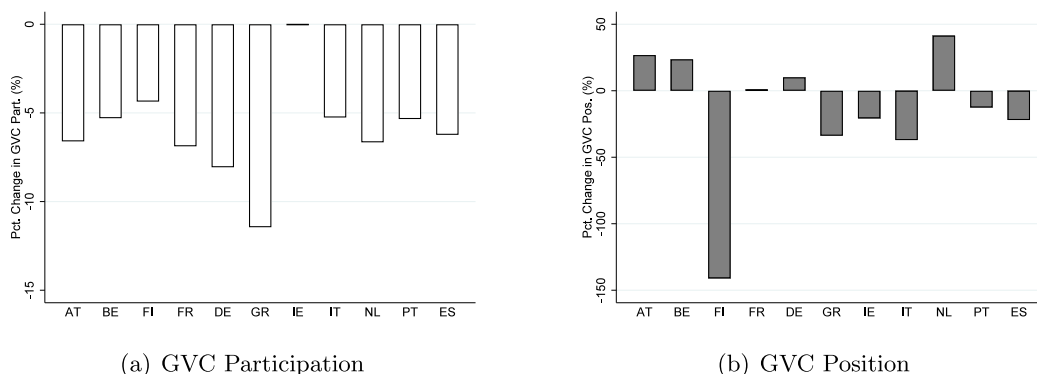 Pct. Change in GVC Part. (%)
0
-5
-10
-15
AT BE FI FR DE GR IE IT NL PT ES
(a) GVC Participation
Pct. Change in GVC Pos. (%)
50
0
-50
-100
-150
AT BE FI FR DE GR IE IT NL PT ES
(b) GVC Position